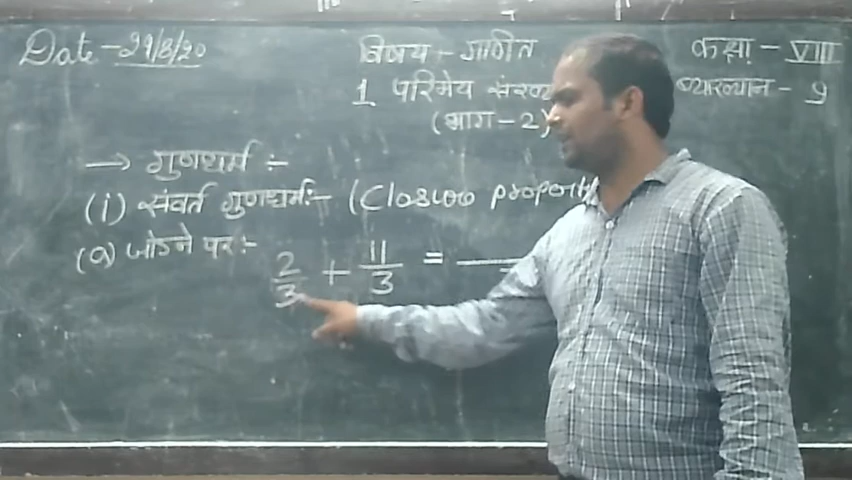 Date - 21/8/20
विषय - गणित
कक्षा - VIII
1 परिमेय
व्याख्यान - 9
(भाग - 2)
→ गुणधर्म :-
(i) संवर्त गुणधर्म :- (Closure
(a) जोडने पर :- 2/3 + 11/3 =